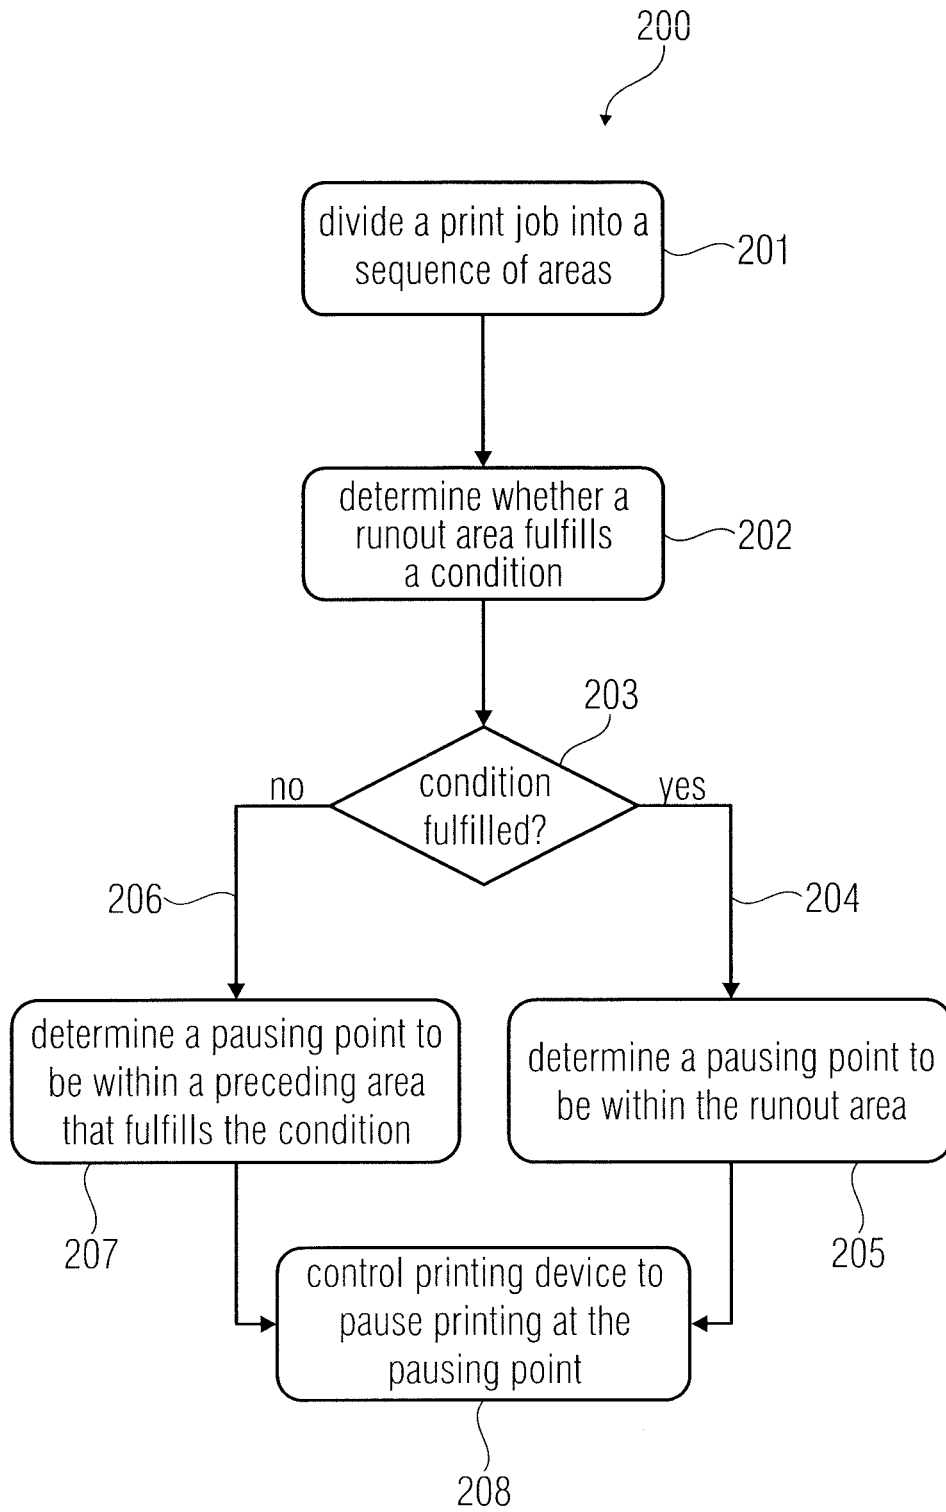 200
divide a print job into a
sequence of areas
201
determine whether a
runout area fulfills
a condition
202
203
condition
fulfilled?
no
yes
206
204
determine a pausing point to
be within a preceding area
that fulfills the condition
determine a pausing point to
be within the runout area
207
205
control printing device to
pause printing at the
pausing point
208